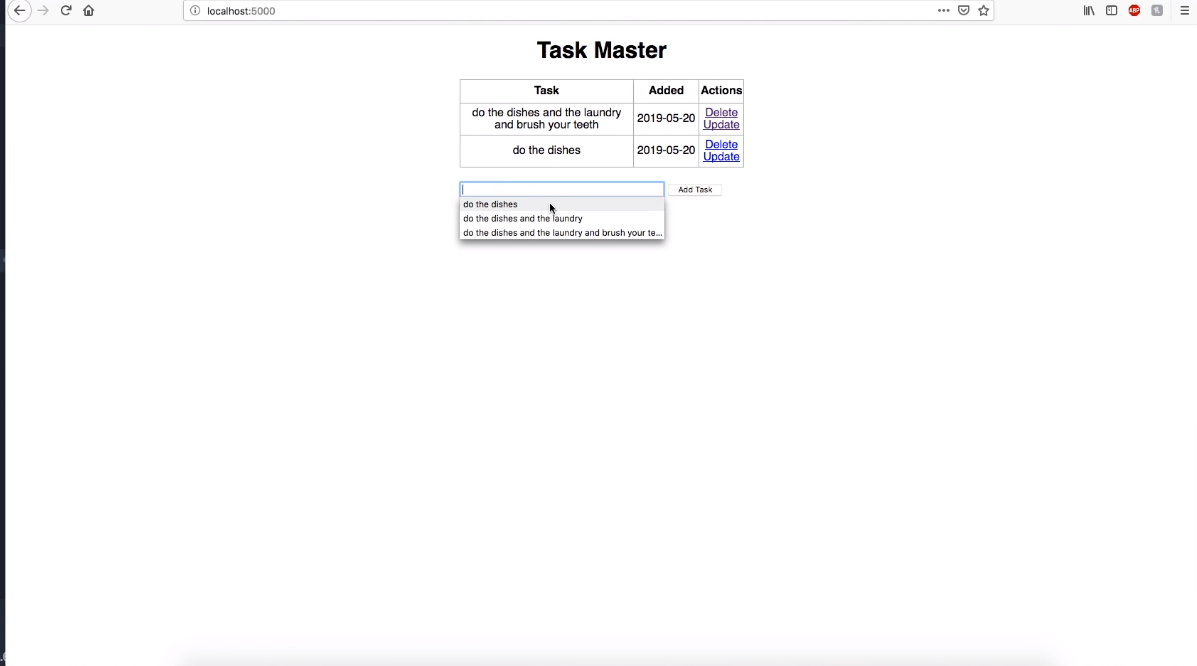 localhost:5000
ABP
Task Master
Task Added Actions
do the dishes and the laundry
and brush your teeth
2019-05-20
Delete
Update
do the dishes
2019-05-20
Delete
Update
Add Task
do the dishes
do the dishes and the laundry
do the dishes and the laundry and brush your te...